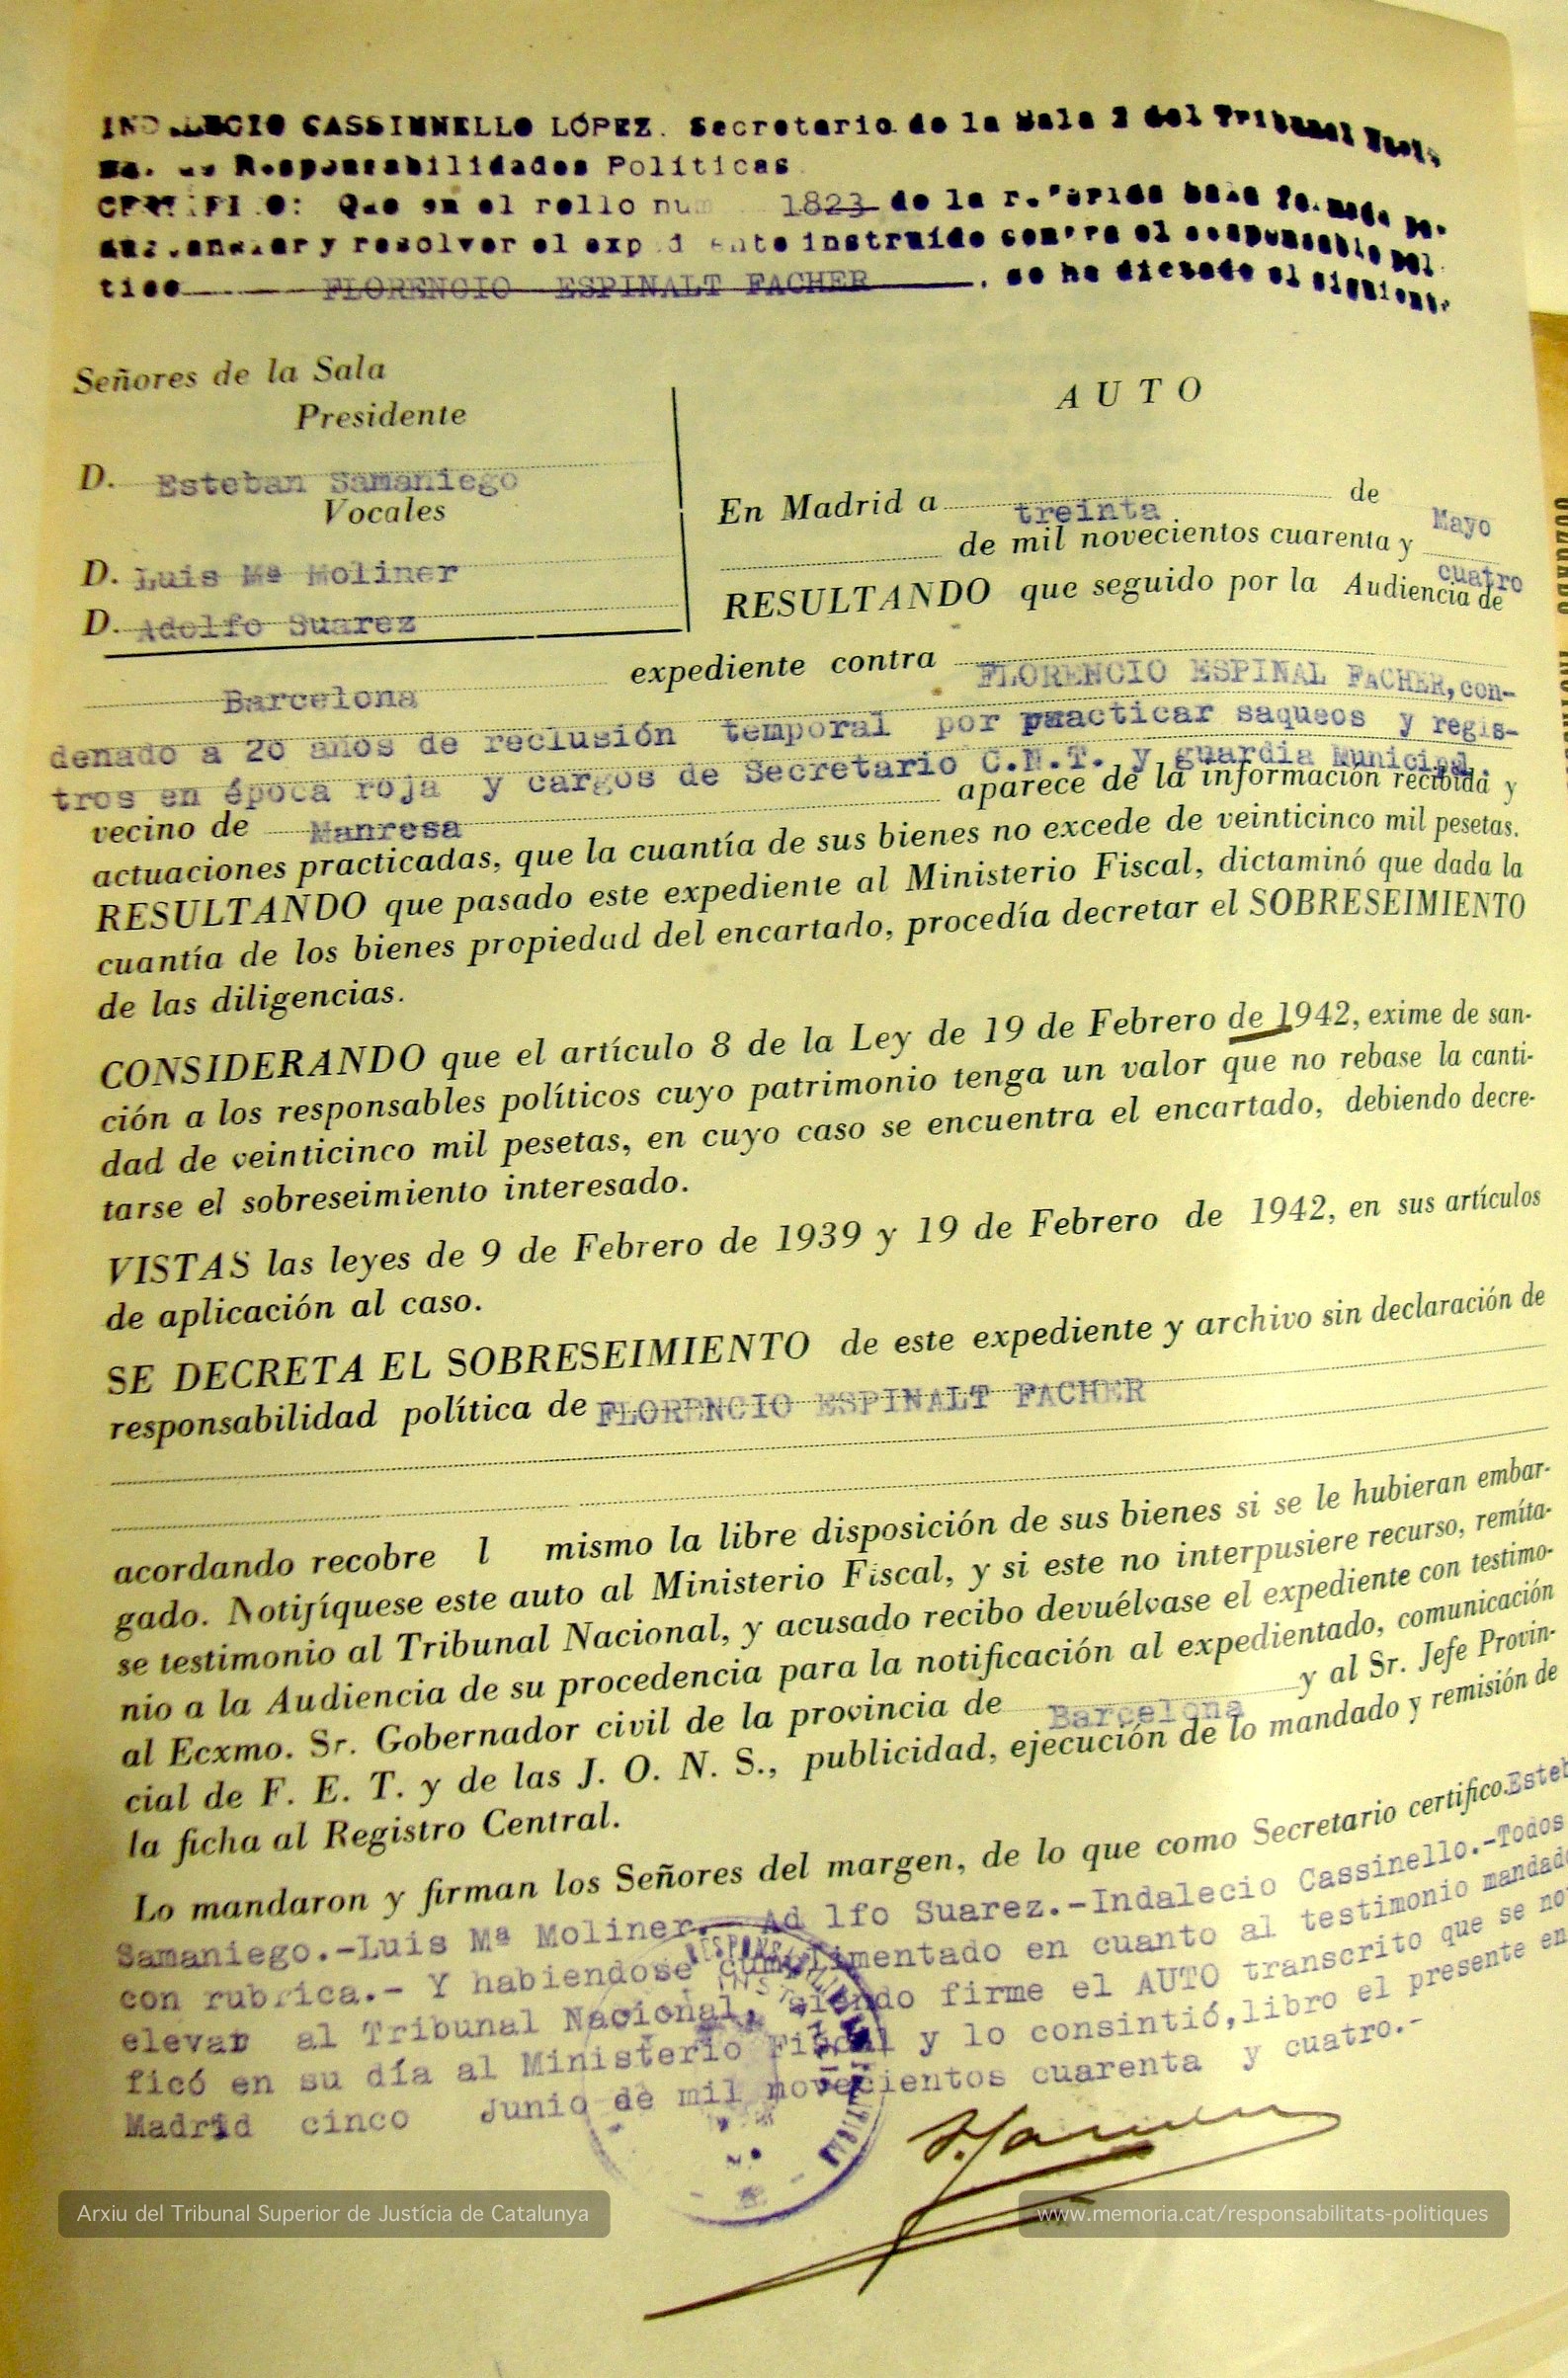 INDALECIO CASSINNELLO LÓPEZ. Secretario de la Sala 2 del Tribunal
de Responsabilidades Políticas
CERTIFICO: Que en el rollo num 1823 de la referida Sala
y resolver el expediente instruído contra el responsable polí
tico FLORENCIO ESPINALT FACHER, se ha dictado el siguiente
Señores de la Sala
Presidente
D. Esteban Samaniego
Vocales
D. Luis Mª Moliner
D. Adolfo Suarez
AUTO
En Madrid a treinta de Mayo
de mil novecientos cuarenta y cuatro
RESULTANDO que seguido por la Audiencia de
Barcelona expediente contra FLORENCIO ESPINAL FACHER, con-
denado a 20 años de reclusión temporal por practicar saqueos y regis-
tros en época roja y cargos de Secretario C.N.T. y guardia Municipal.
vecino de Manresa aparece de la información recibida y
actuaciones practicadas, que la cuantía de sus bienes no excede de veinticinco mil pesetas.
RESULTANDO que pasado este expediente al Ministerio Fiscal, dictaminó que dada la
cuantía de los bienes propiedad del encartado, procedía decretar el SOBRESEIMIENTO
de las diligencias.
CONSIDERANDO que el artículo 8 de la Ley de 19 de Febrero de 1942, exime de san-
ción a los responsables políticos cuyo patrimonio tenga un valor que no rebase la canti-
dad de veinticinco mil pesetas, en cuyo caso se encuentra el encartado, debiendo decre-
tarse el sobreseimiento interesado.
VISTAS las leyes de 9 de Febrero de 1939 y 19 de Febrero de 1942, en sus artículos
de aplicación al caso.
SE DECRETA EL SOBRESEIMIENTO de este expediente y archivo sin declaración de
responsabilidad política de FLORENCIO ESPINALT FACHER
acordando recobre l mismo la libre disposición de sus bienes si se le hubieran embar-
gado. Notifíquese este auto al Ministerio Fiscal, y si este no interpusiere recurso, remíta-
se testimonio al Tribunal Nacional, y acusado recibo devuélvase el expediente con testimo-
nio a la Audiencia de su procedencia para la notificación al expedientado, comunicación
al Ecxmo. Sr. Gobernador civil de la provincia de Barcelona y al Sr. Jefe Provin-
cial de F. E. T. y de las J. O. N. S., publicidad, ejecución de lo mandado y remisión de
la ficha al Registro Central.
Lo mandaron y firman los Señores del margen, de lo que como Secretario certifico. Esteb
Samaniego.-Luis Mª Moliner.- Ad lfo Suarez.-Indalecio Cassinello.-Todos
con rubrica.- Y habiendose cumplimentado en cuanto al testimonio mandado
elevar al Tribunal Nacional, siendo firme el AUTO transcrito que se no
ficó en su día al Ministerio Fiscal y lo consintió, libro el presente en
Madrid cinco Junio de mil novecientos cuarenta y cuatro.-
Arxiu del Tribunal Superior de Justícia de Catalunya
www.memoria.cat/responsabilitats-politiques